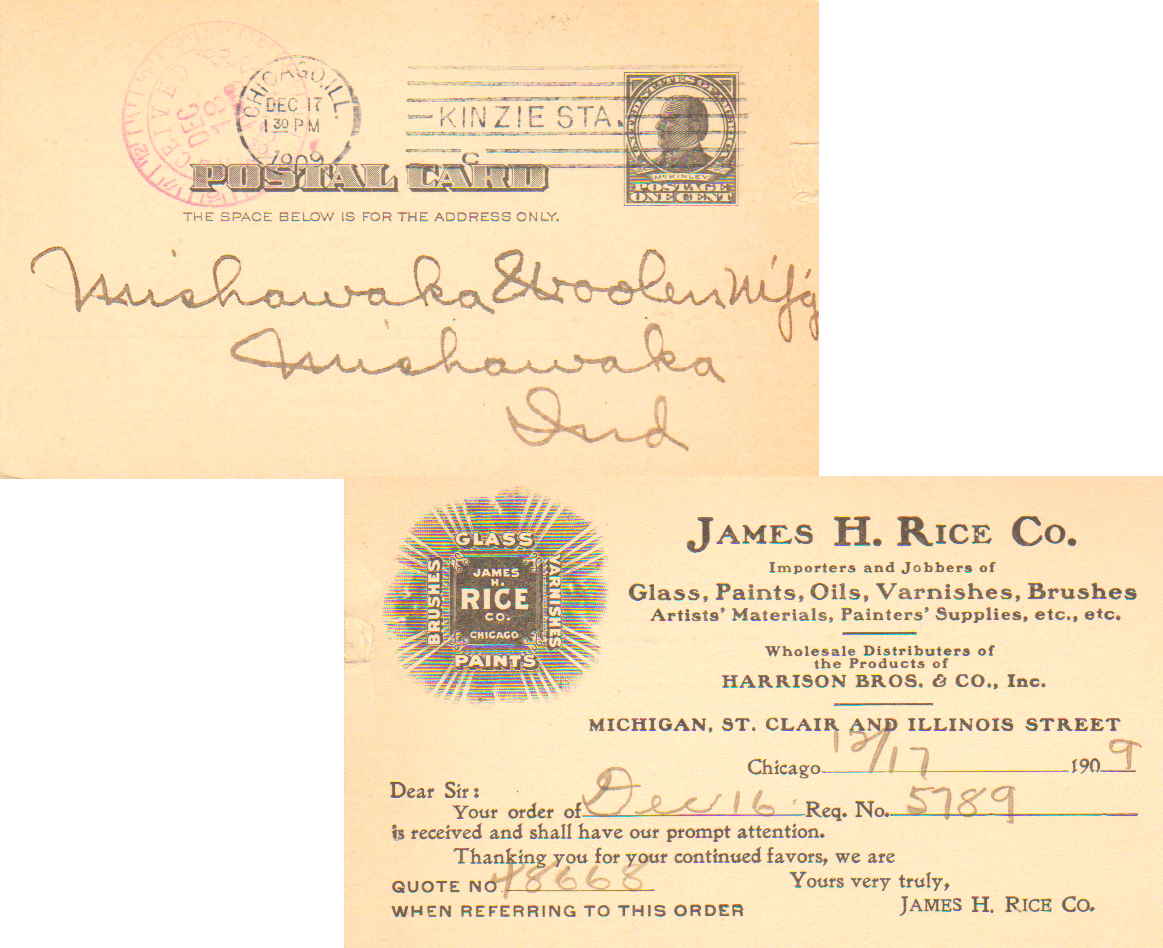 CHICAGO, ILL.
DEC 17
1 30 PM
1909
KINZIE STA.
DEC
18
UNITED STATES OF AMERICA
McKINLEY
POSTAGE
ONE CENT
C
POSTAL CARD
THE SPACE BELOW IS FOR THE ADDRESS ONLY.
Mishawaka Woolen M'f'g
Mishawaka
Ind
GLASS
BRUSHES
VARNISHES
PAINTS
JAMES
H.
RICE
CO.
CHICAGO
JAMES H. RICE CO.
Importers and Jobbers of
Glass, Paints, Oils, Varnishes, Brushes
Artists' Materials, Painters' Supplies, etc., etc.
Wholesale Distributers of
the Products of
HARRISON BROS. & CO., Inc.
MICHIGAN, ST. CLAIR AND ILLINOIS STREET
Chicago 12/17 1909
Dear Sir:
Your order of Dec 16 Req. No. 5789
is received and shall have our prompt attention.
Thanking you for your continued favors, we are
QUOTE NO 48668 Yours very truly,
WHEN REFERRING TO THIS ORDER JAMES H. RICE CO.